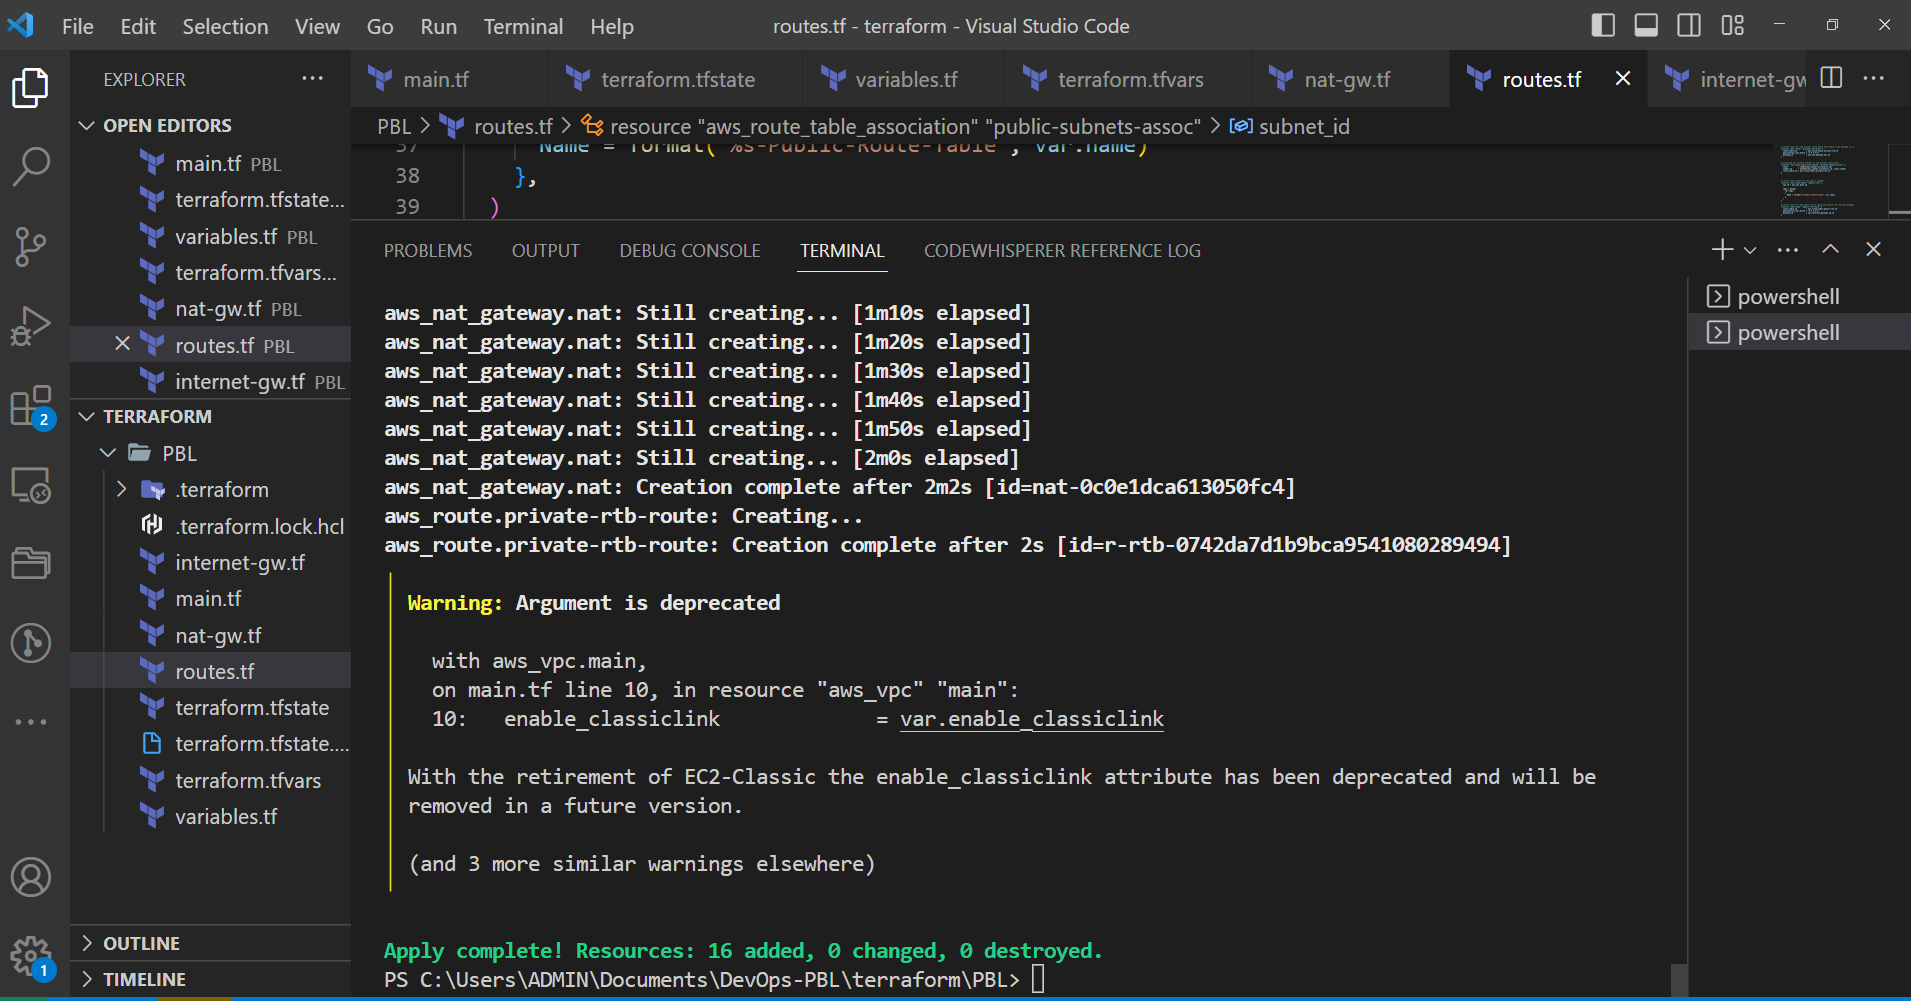 File Edit Selection View Go Run Terminal Help routes.tf - terraform - Visual Studio Code
EXPLORER
main.tf terraform.tfstate variables.tf terraform.tfvars nat-gw.tf routes.tf internet-gw
OPEN EDITORS
main.tf PBL
terraform.tfstate...
variables.tf PBL
terraform.tfvars...
nat-gw.tf PBL
routes.tf PBL
internet-gw.tf PBL
TERRAFORM
PBL
.terraform
.terraform.lock.hcl
internet-gw.tf
main.tf
nat-gw.tf
routes.tf
terraform.tfstate
terraform.tfstate....
terraform.tfvars
variables.tf
OUTLINE
TIMELINE
2
1
PBL > routes.tf > resource "aws_route_table_association" "public-subnets-assoc" > subnet_id
37 Name = format("%s-Public-Route-Table", var.name)
38 },
39 )
PROBLEMS OUTPUT DEBUG CONSOLE TERMINAL CODEWHISPERER REFERENCE LOG
powershell
powershell
aws_nat_gateway.nat: Still creating... [1m10s elapsed]
aws_nat_gateway.nat: Still creating... [1m20s elapsed]
aws_nat_gateway.nat: Still creating... [1m30s elapsed]
aws_nat_gateway.nat: Still creating... [1m40s elapsed]
aws_nat_gateway.nat: Still creating... [1m50s elapsed]
aws_nat_gateway.nat: Still creating... [2m0s elapsed]
aws_nat_gateway.nat: Creation complete after 2m2s [id=nat-0c0e1dca613050fc4]
aws_route.private-rtb-route: Creating...
aws_route.private-rtb-route: Creation complete after 2s [id=r-rtb-0742da7d1b9bca9541080289494]
Warning: Argument is deprecated
with aws_vpc.main,
on main.tf line 10, in resource "aws_vpc" "main":
10: enable_classiclink = var.enable_classiclink
With the retirement of EC2-Classic the enable_classiclink attribute has been deprecated and will be
removed in a future version.
(and 3 more similar warnings elsewhere)
Apply complete! Resources: 16 added, 0 changed, 0 destroyed.
PS C:\Users\ADMIN\Documents\DevOps-PBL\terraform\PBL>